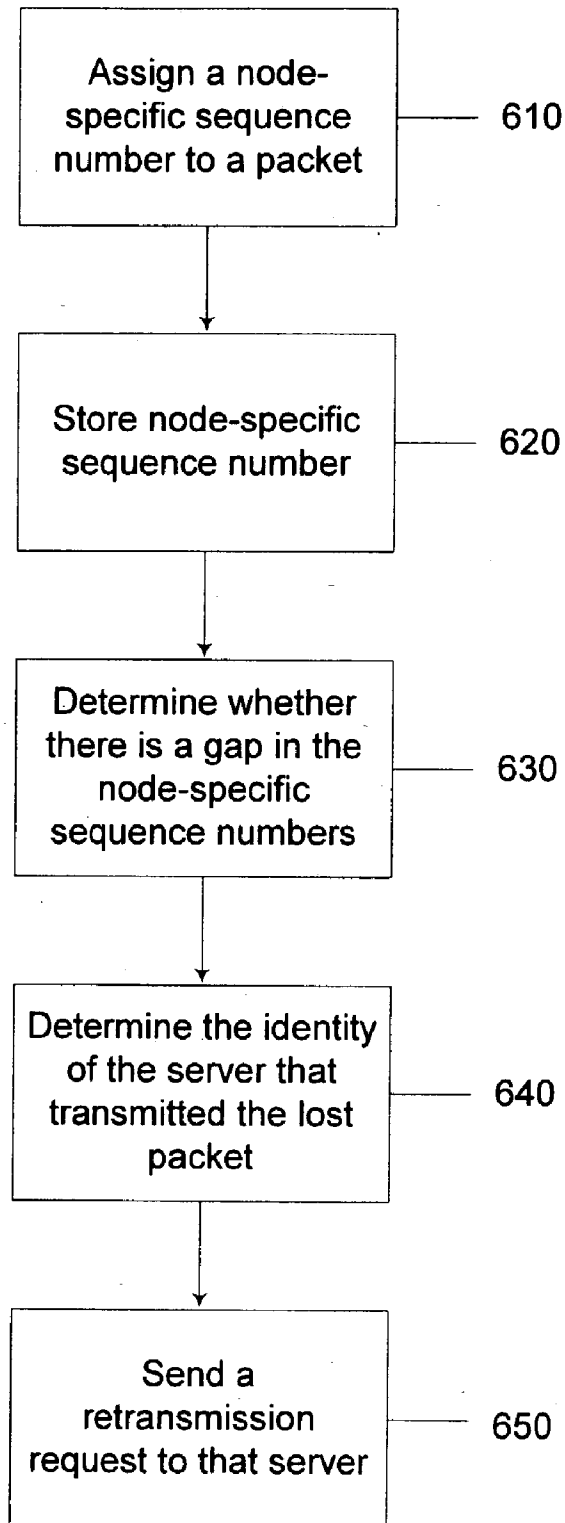 Assign a node-
specific sequence
number to a packet
610
Store node-specific
sequence number
620
Determine whether
there is a gap in the
node-specific
sequence numbers
630
Determine the identity
of the server that
transmitted the lost
packet
640
Send a
retransmission
request to that server
650